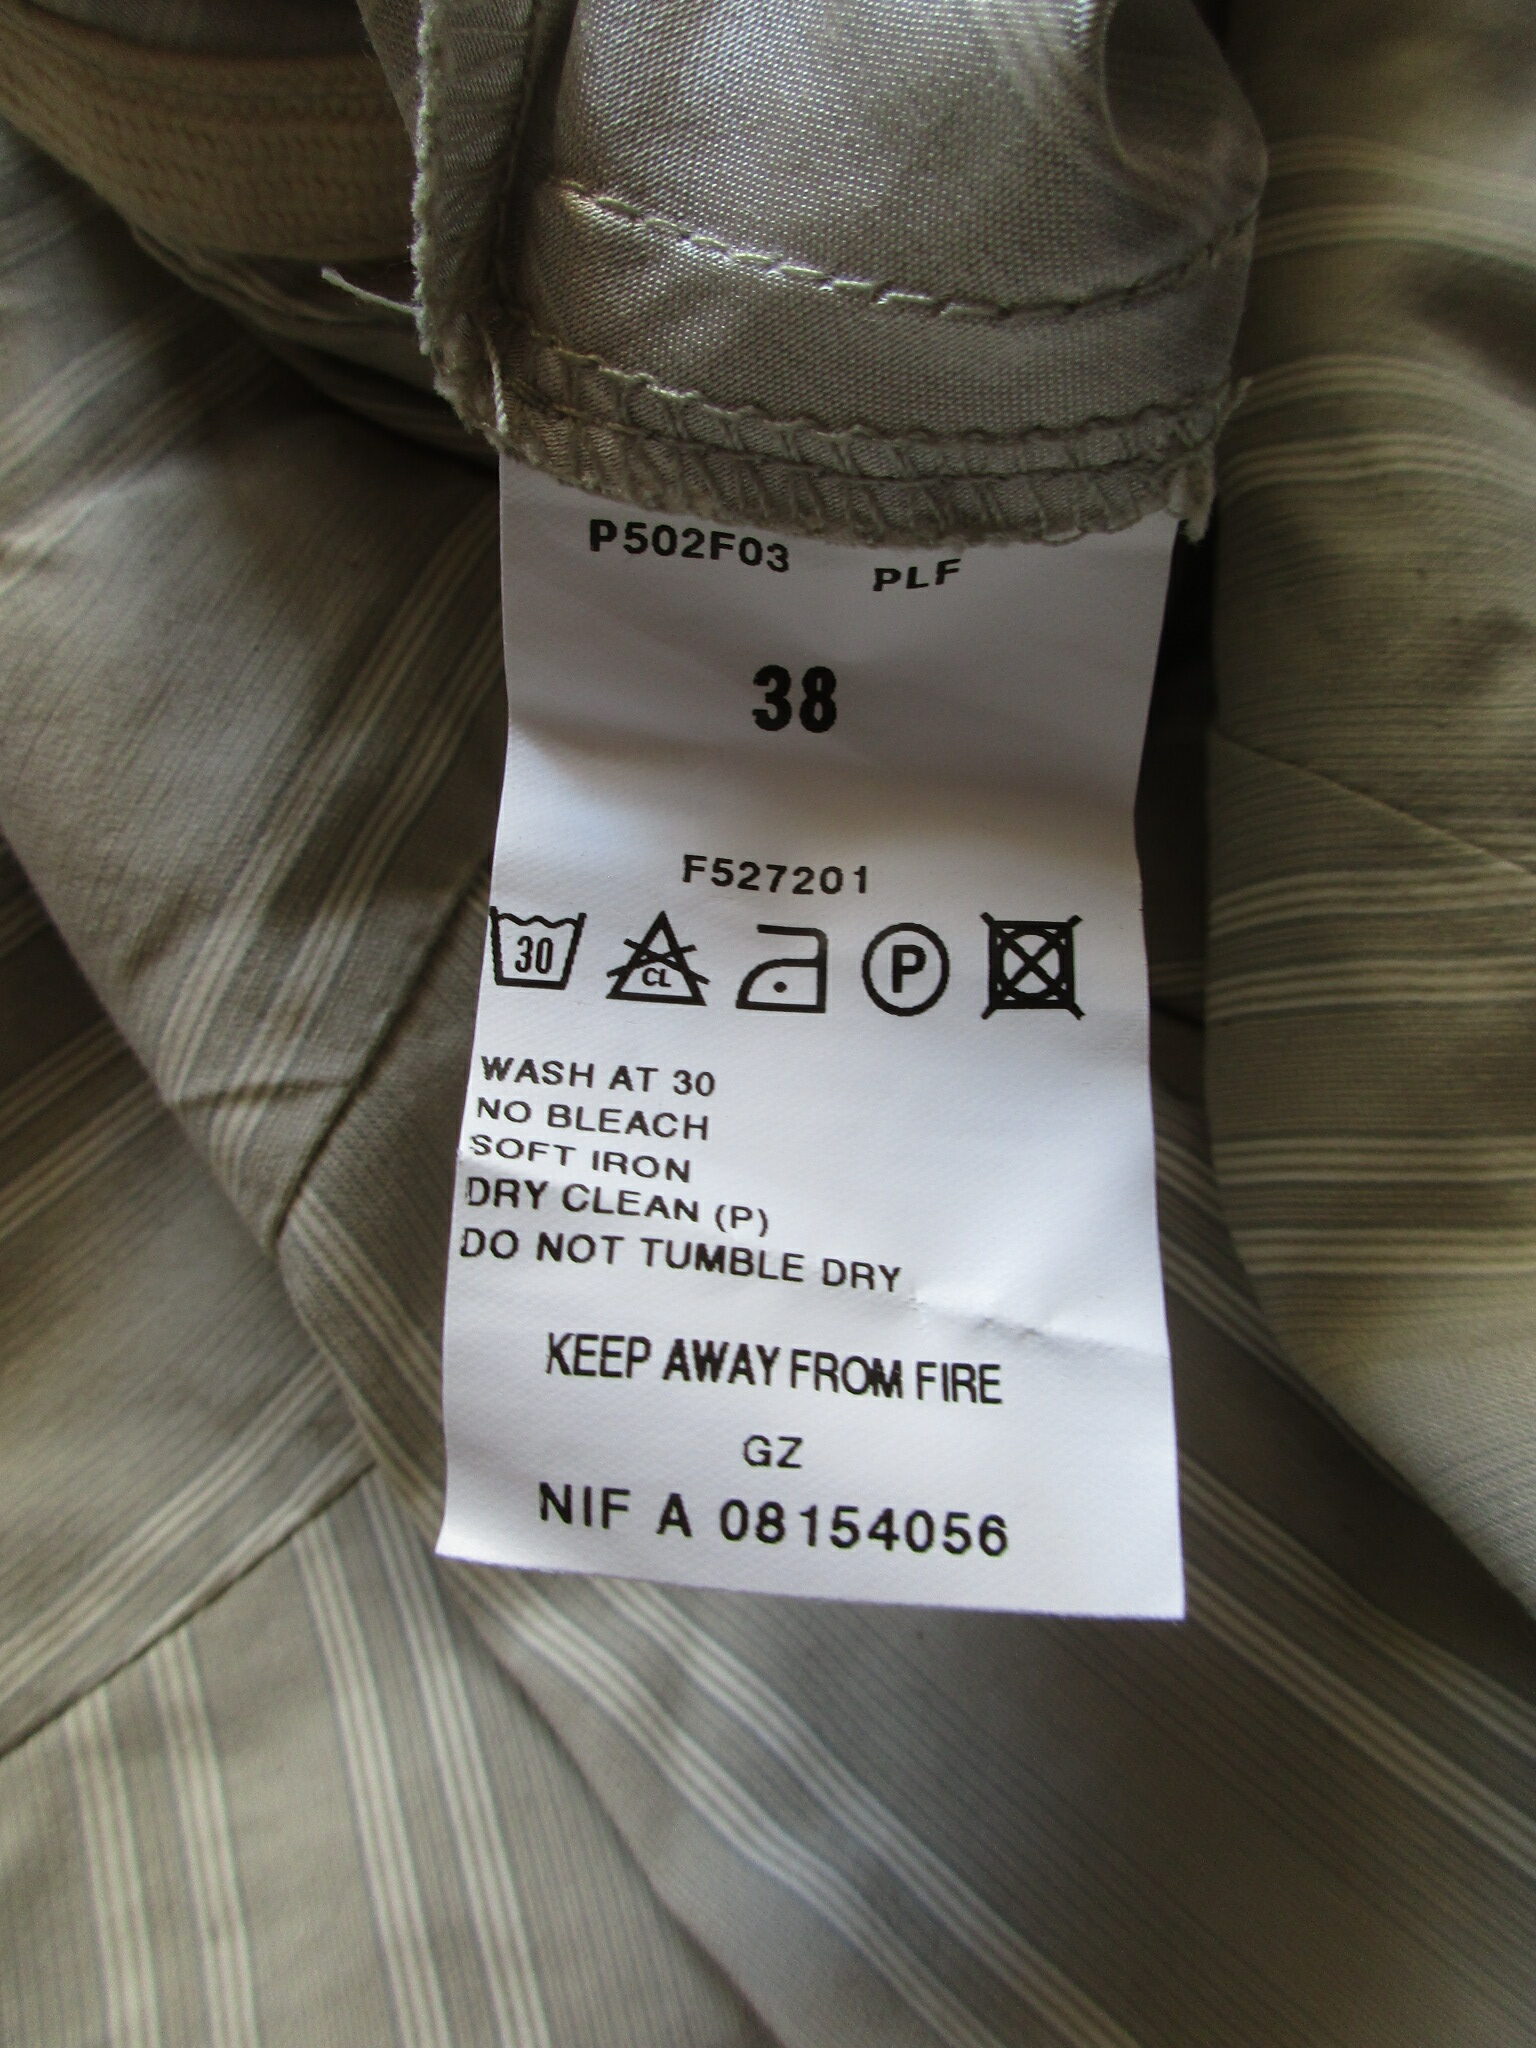 P502F03 PLF
38
F527201
30 CL P
WASH AT 30
NO BLEACH
SOFT IRON
DRY CLEAN (P)
DO NOT TUMBLE DRY
KEEP AWAY FROM FIRE
GZ
NIF A 08154056